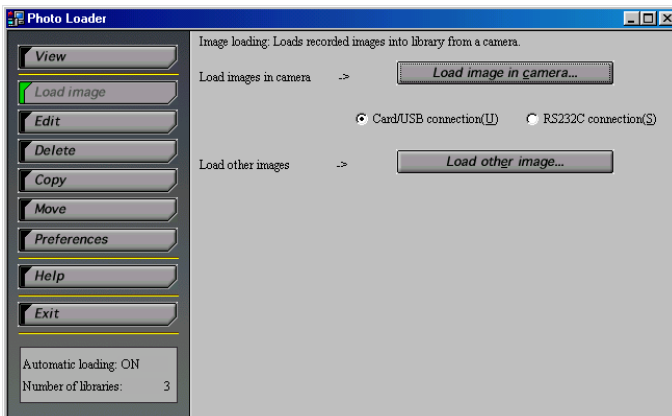 Photo Loader
View
Load image
Edit
Delete
Copy
Move
Preferences
Help
Exit
Automatic loading: ON
Number of libraries: 3
Image loading: Loads recorded images into library from a camera.
Load images in camera -> Load image in camera...
Card/USB connection(U) RS232C connection(S)
Load other images -> Load other image...